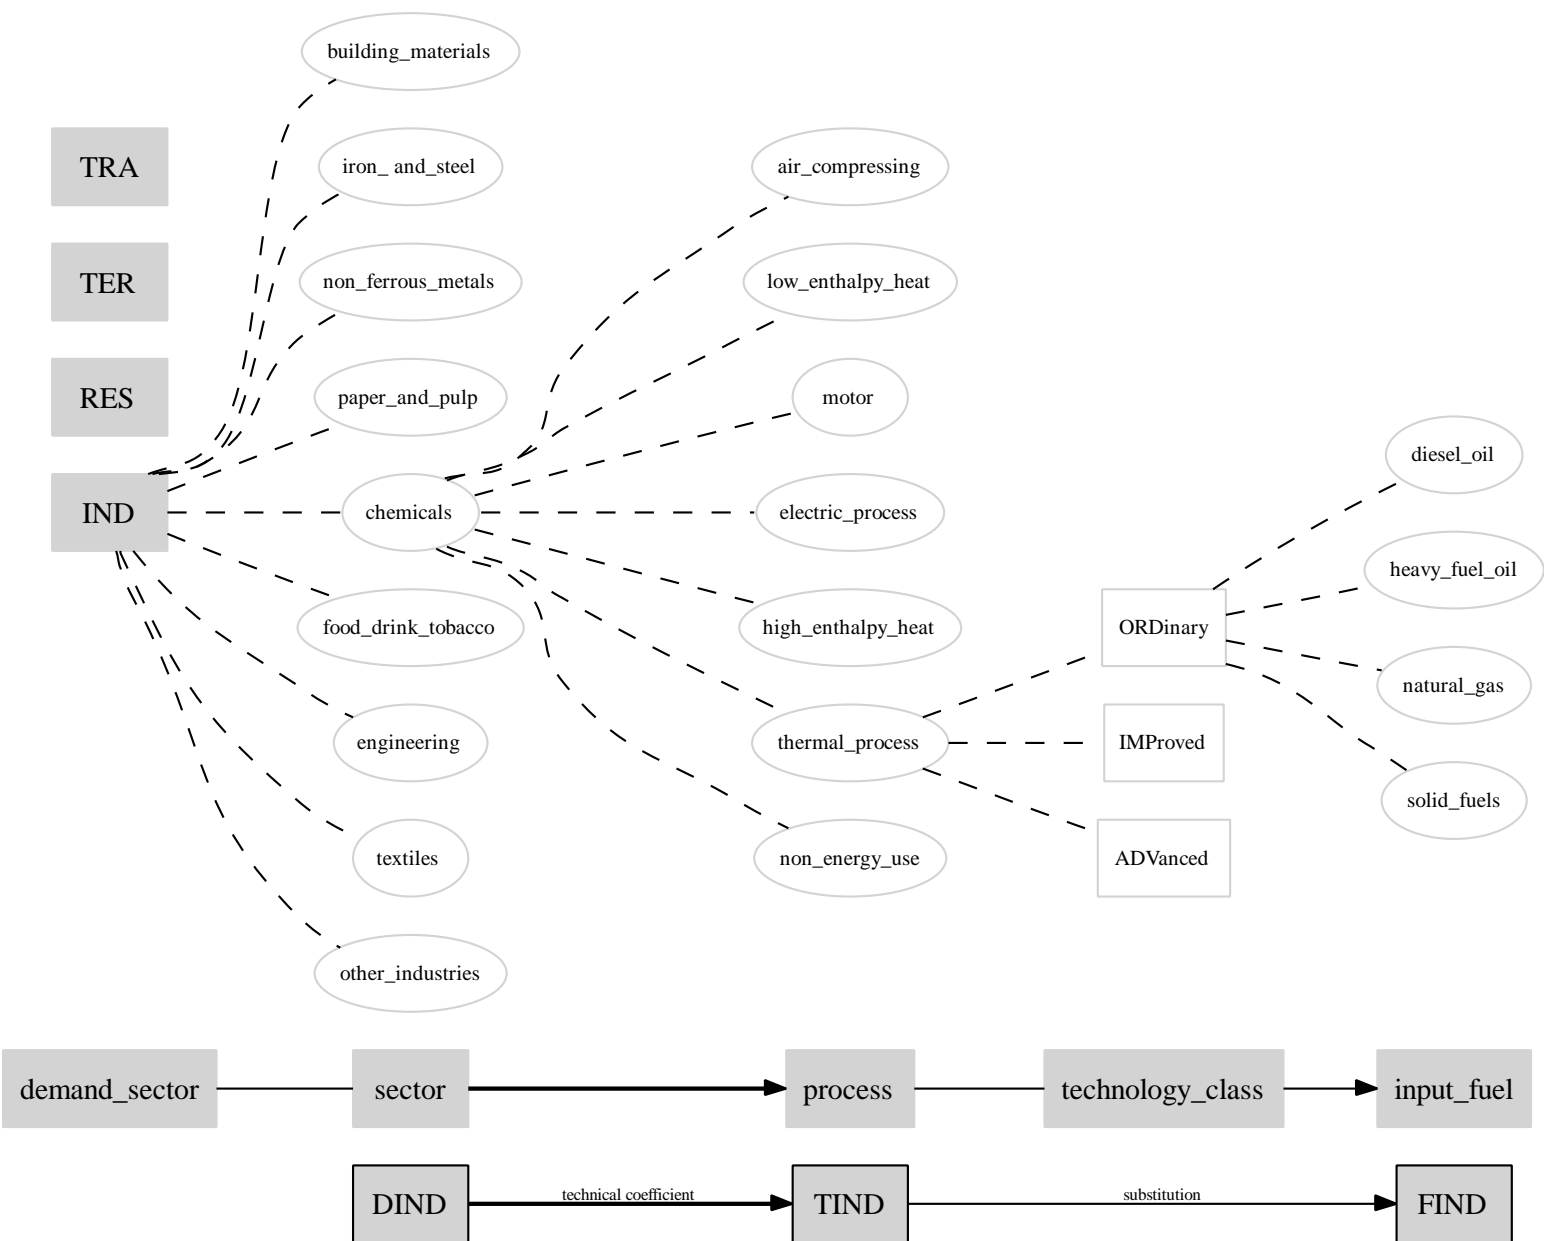 building_materials
TRA
iron_ and_steel
air_compressing
TER
non_ferrous_metals
low_enthalpy_heat
RES
paper_and_pulp
motor
diesel_oil
IND
chemicals
electric_process
heavy_fuel_oil
food_drink_tobacco
high_enthalpy_heat
ORDinary
natural_gas
engineering
thermal_process
IMProved
solid_fuels
textiles
non_energy_use
ADVanced
other_industries
demand_sector
sector
process
technology_class
input_fuel
DIND
technical coefficient
TIND
substitution
FIND